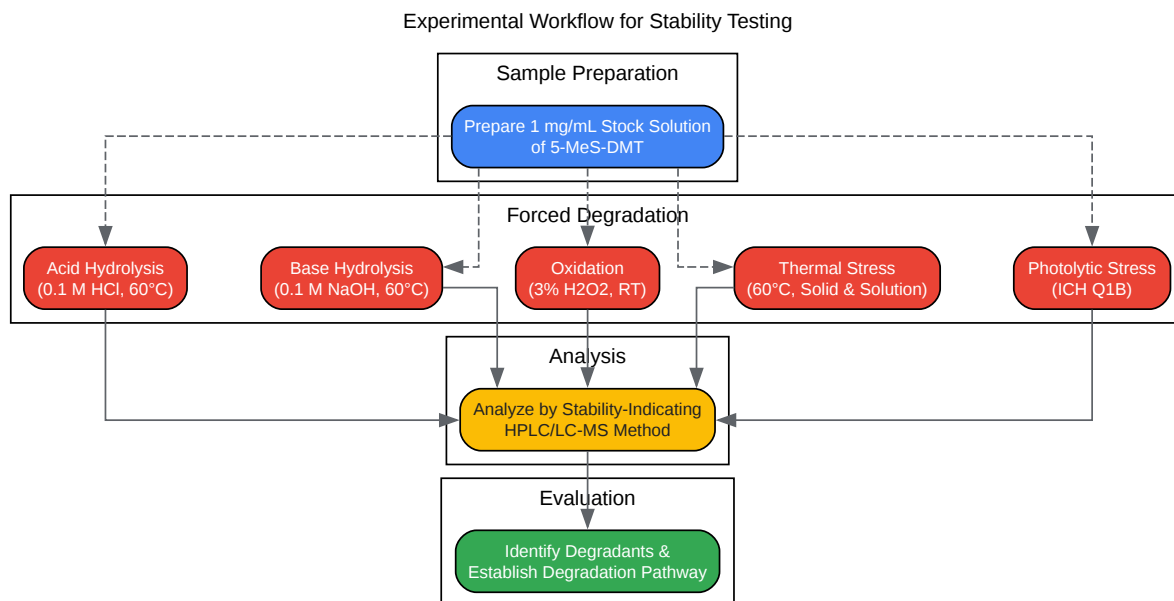 Experimental Workflow for Stability Testing
Sample Preparation
Prepare 1 mg/mL Stock Solution
of 5-MeS-DMT
Forced Degradation
Acid Hydrolysis
(0.1 M HCl, 60°C)
Base Hydrolysis
(0.1 M NaOH, 60°C)
Oxidation
(3% H2O2, RT)
Thermal Stress
(60°C, Solid & Solution)
Photolytic Stress
(ICH Q1B)
Analysis
Analyze by Stability-Indicating
HPLC/LC-MS Method
Evaluation
Identify Degradants &
Establish Degradation Pathway